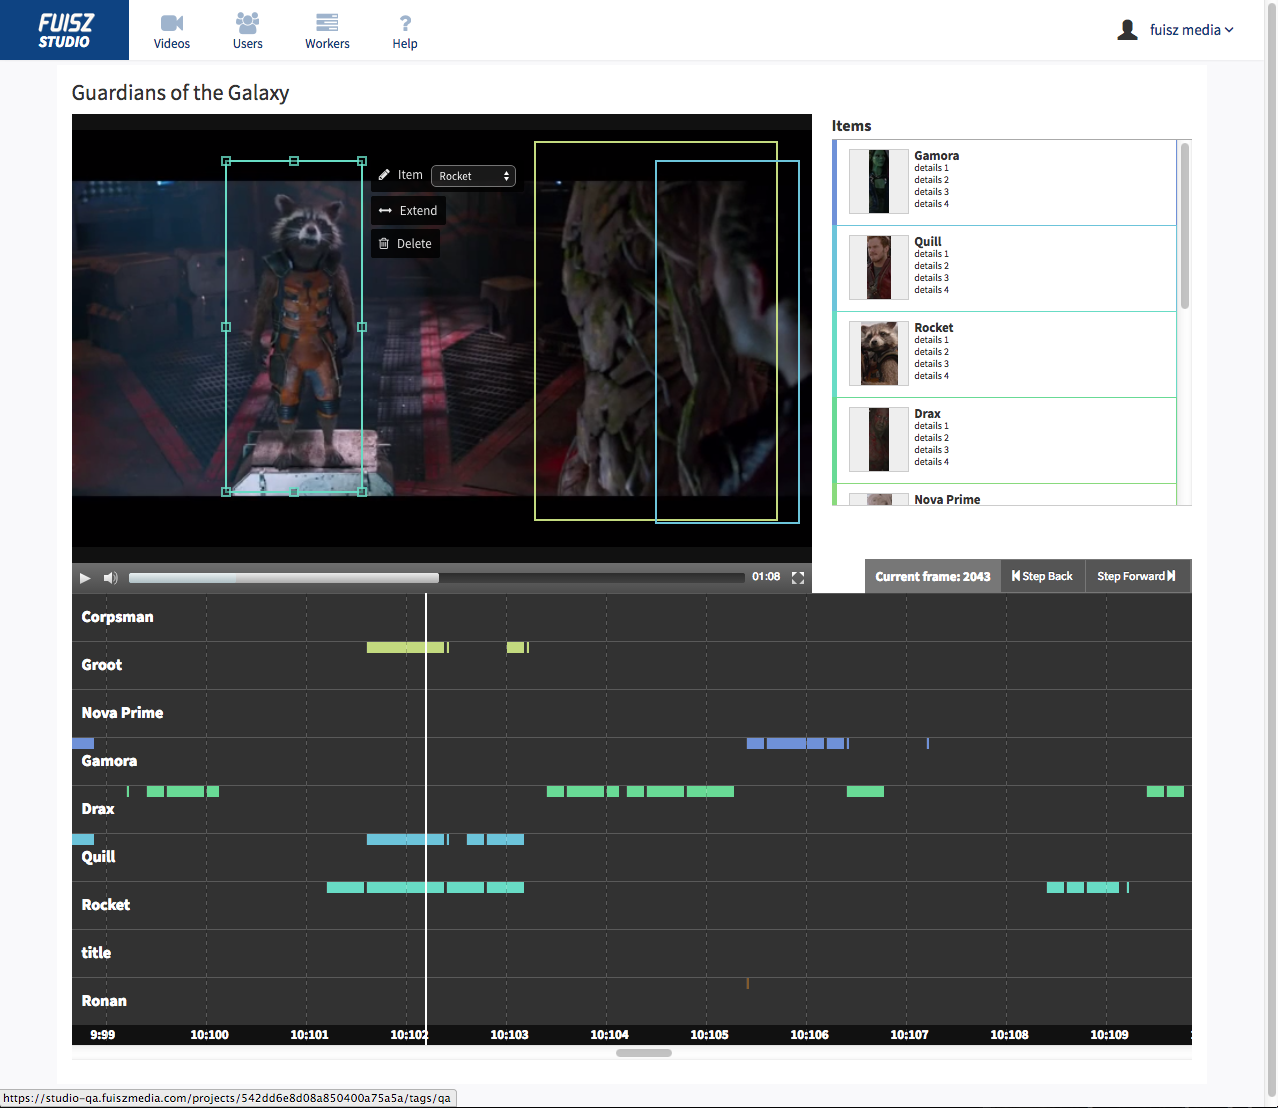 FUISZ
STUDIO
Videos
Users
Workers
?
Help
fuisz media
Guardians of the Galaxy
Item
Rocket
Extend
Delete
Items
Gamora
details 1
details 2
details 3
details 4
Quill
details 1
details 2
details 3
details 4
Rocket
details 1
details 2
details 3
details 4
Drax
details 1
details 2
details 3
details 4
Nova Prime
01:08
Current frame: 2043
Step Back
Step Forward
Corpsman
Groot
Nova Prime
Gamora
Drax
Quill
Rocket
title
Ronan
9:99 10:100 10:101 10:102 10:103 10:104 10:105 10:106 10:107 10:108 10:109
https://studio-qa.fuiszmedia.com/projects/542dd6e8d08a850400a75a5a/tags/qa